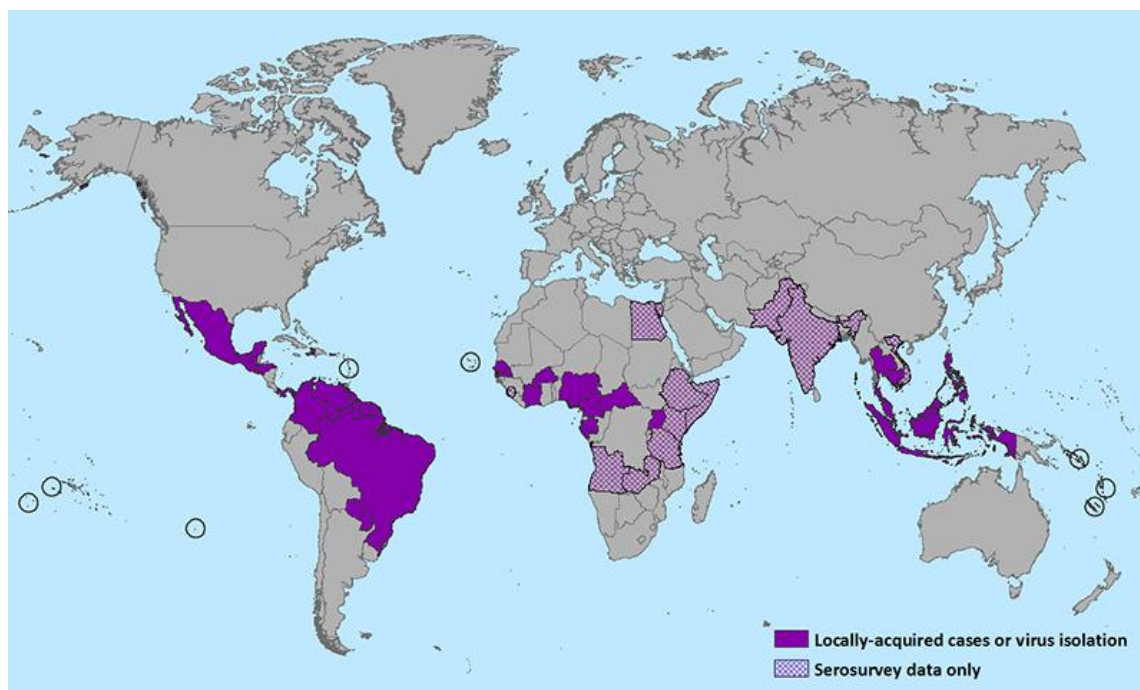 Locally-acquired cases or virus isolation
Serosurvey data only